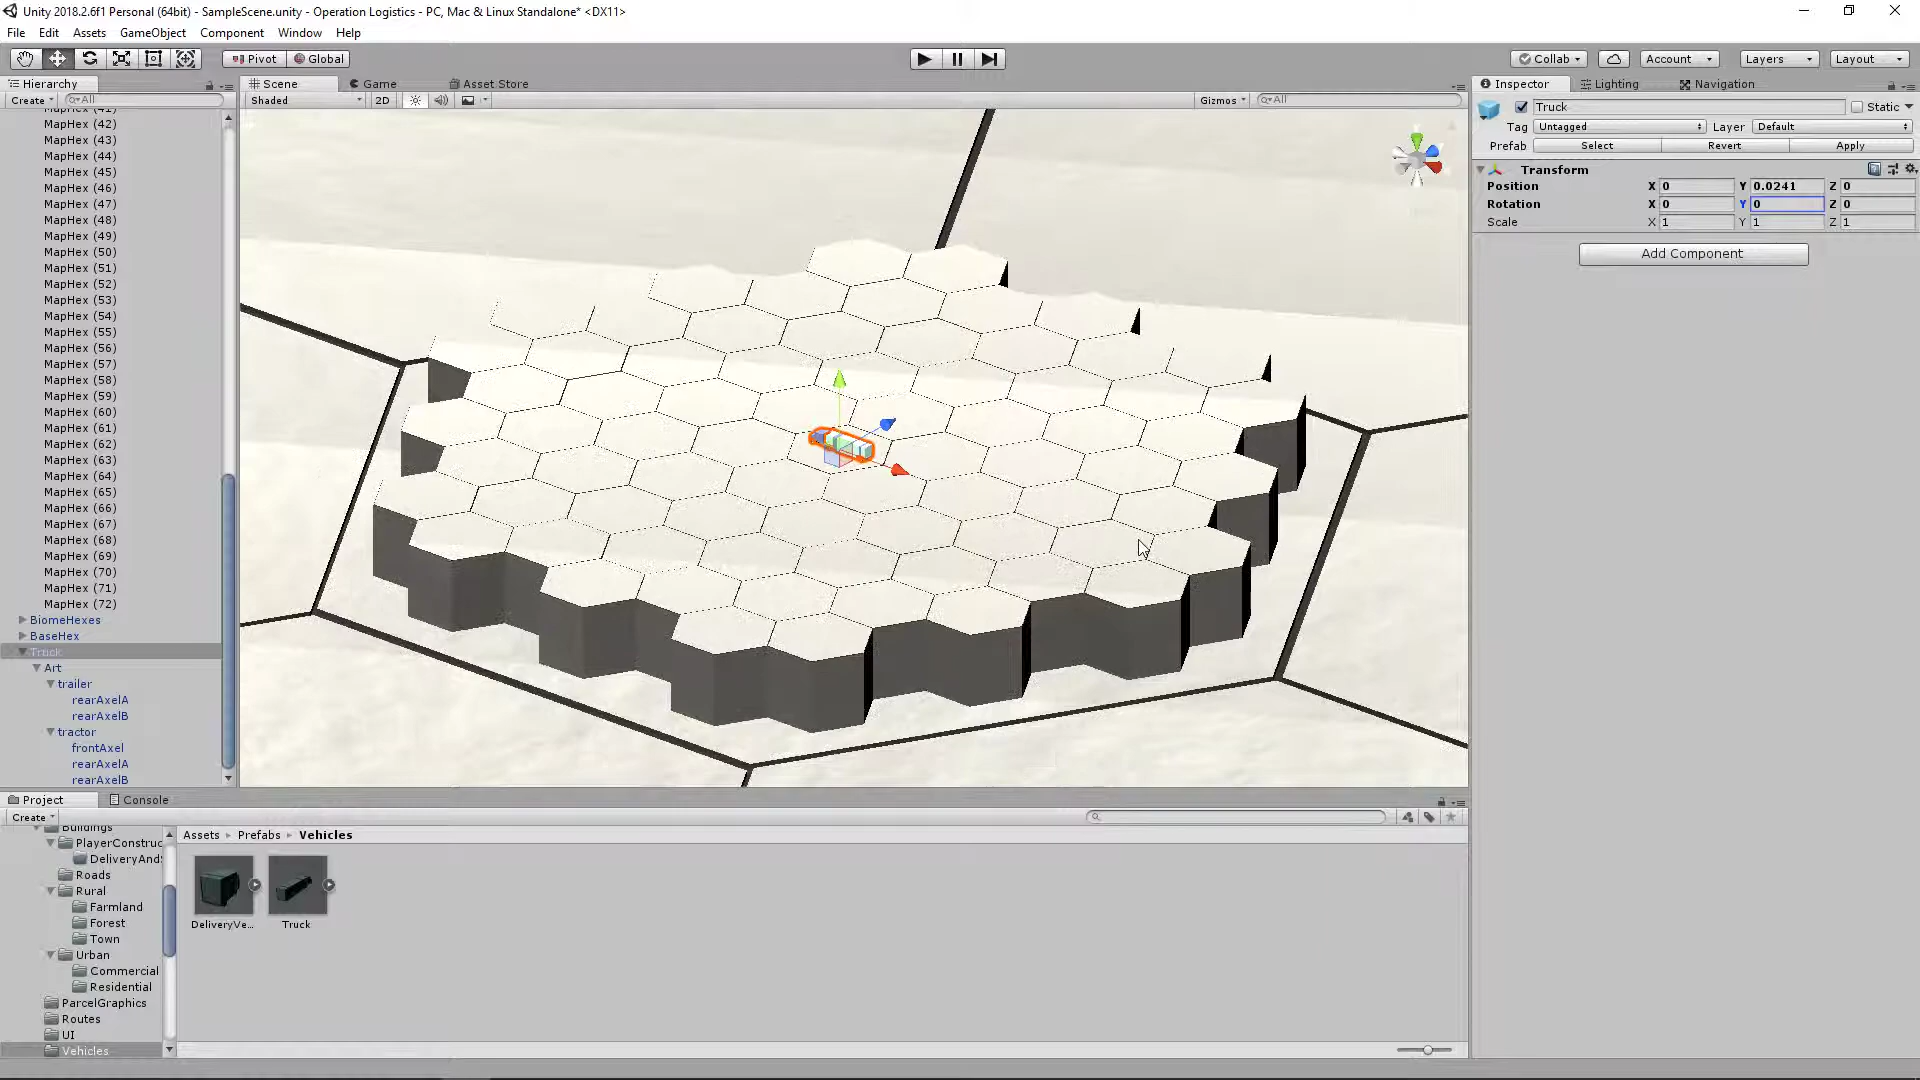 Unity 2018.2.6f1 Personal (64bit) - SampleScene.unity - Operation Logistics - PC, Mac & Linux Standalone* <DX11>
File Edit Assets GameObject Component Window Help
Pivot Global Collab Account Layers Layout
Hierarchy Scene Game Asset Store Inspector Lighting Navigation
Create All Shaded 2D Gizmos All
Truck Static
Tag Untagged Layer Default
Prefab Select Revert Apply
Transform
Position X 0 Y 0.0241 Z 0
Rotation X 0 Y 0 Z 0
Scale X 1 Y 1 Z 1
Add Component
MapHex (41)
MapHex (42)
MapHex (43)
MapHex (44)
MapHex (45)
MapHex (46)
MapHex (47)
MapHex (48)
MapHex (49)
MapHex (50)
MapHex (51)
MapHex (52)
MapHex (53)
MapHex (54)
MapHex (55)
MapHex (56)
MapHex (57)
MapHex (58)
MapHex (59)
MapHex (60)
MapHex (61)
MapHex (62)
MapHex (63)
MapHex (64)
MapHex (65)
MapHex (66)
MapHex (67)
MapHex (68)
MapHex (69)
MapHex (70)
MapHex (71)
MapHex (72)
BiomeHexes
BaseHex
Truck
Art
trailer
rearAxelA
rearAxelB
tractor
frontAxel
rearAxelA
rearAxelB
Project Console
Create
Buildings
PlayerConstruc
DeliveryAnd
Roads
Rural
Farmland
Forest
Town
Urban
Commercial
Residential
ParcelGraphics
Routes
UI
Vehicles
Assets Prefabs Vehicles
DeliveryVe... Truck